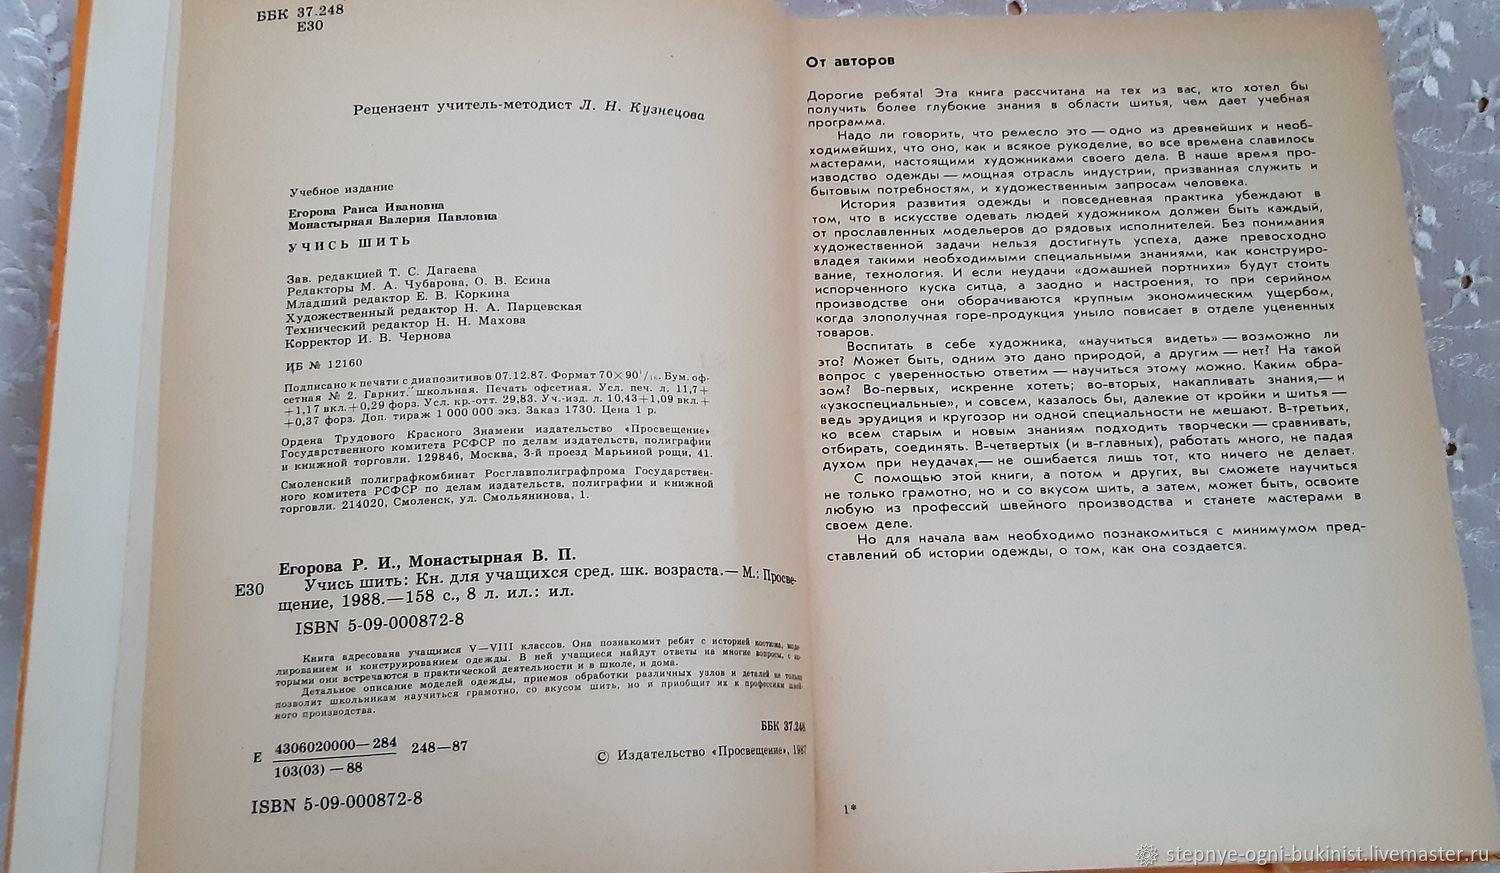 ББК 37.248
Е30
Рецензент учитель-методист Л. Н. Кузнецова
Учебное издание
Егорова Раиса Ивановна
Монастырная Валерия Павловна
УЧИСЬ ШИТЬ
Зав. редакцией Т. С. Дагаева
Редакторы М. А. Чубарова, О. В. Есина
Младший редактор Е. В. Коркина
Художественный редактор Н. А. Парцевская
Технический редактор Н. Н. Махова
Корректор И. В. Чернова
ИБ № 12160
Подписано к печати с диапозитивов 07.12.87. Формат 70×90¹/₁₆. Бум. оф-
сетная № 2. Гарнит. школьная. Печать офсетная. Усл. печ. л. 11,7+
+1,17 вкл.+0,29 форз. Усл. кр.-отт. 29,83. Уч.-изд. л. 10,43+1,09 вкл.+
+0,37 форз. Доп. тираж 1 000 000 экз. Заказ 1730. Цена 1 р.
Ордена Трудового Красного Знамени издательство «Просвещение»
Государственного комитета РСФСР по делам издательств, полиграфии
и книжной торговли. 129846, Москва, 3-й проезд Марьиной рощи, 41.
Смоленский полиграфкомбинат Росглавполиграфпрома Государствен-
ного комитета РСФСР по делам издательств, полиграфии и книжной
торговли. 214020, Смоленск, ул. Смольянинова, 1.
Егорова Р. И., Монастырная В. П.
Е30 Учись шить: Кн. для учащихся сред. шк. возраста.— М.: Просве-
щение, 1988.—158 с., 8 л. ил.: ил.
ISBN 5-09-000872-8
Книга адресована учащимся V—VIII классов. Она познакомит ребят с историей костюма, моде-
лированием и конструированием одежды. В ней учащиеся найдут ответы на многие вопросы, с ко-
торыми они встречаются в практической деятельности и в школе, и дома.
Детальное описание моделей одежды, приемов обработки различных узлов и деталей не только
позволит школьникам научиться грамотно, со вкусом шить, но и приобщит их к профессиям швей-
ного производства.
ББК 37.248
Е 4306020000—284 248—87
103(03)—88
© Издательство «Просвещение», 1987
ISBN 5-09-000872-8
От авторов
Дорогие ребята! Эта книга рассчитана на тех из вас, кто хотел бы
получить более глубокие знания в области шитья, чем дает учебная
программа.
Надо ли говорить, что ремесло это — одно из древнейших и необ-
ходимейших, что оно, как и всякое рукоделие, во все времена славилось
мастерами, настоящими художниками своего дела. В наше время про-
изводство одежды — мощная отрасль индустрии, призванная служить и
бытовым потребностям, и художественным запросам человека.
История развития одежды и повседневная практика убеждают в
том, что в искусстве одевать людей художником должен быть каждый,
от прославленных модельеров до рядовых исполнителей. Без понимания
художественной задачи нельзя достигнуть успеха, даже превосходно
владея такими необходимыми специальными знаниями, как конструиро-
вание, технология. И если неудачи «домашней портнихи» будут стоить
испорченного куска ситца, а заодно и настроения, то при серийном
производстве они оборачиваются крупным экономическим ущербом,
когда злополучная горе-продукция уныло повисает в отделе уцененных
товаров.
Воспитать в себе художника, «научиться видеть» — возможно ли
это? Может быть, одним это дано природой, а другим — нет? На такой
вопрос с уверенностью ответим — научиться этому можно. Каким обра-
зом? Во-первых, искренне хотеть; во-вторых, накапливать знания,— и
«узкоспециальные», и совсем, казалось бы, далекие от кройки и шитья —
ведь эрудиция и кругозор ни одной специальности не мешают. В-третьих,
ко всем старым и новым знаниям подходить творчески — сравнивать,
отбирать, соединять. В-четвертых (и в-главных), работать много, не падая
духом при неудачах,— не ошибается лишь тот, кто ничего не делает.
С помощью этой книги, а потом и других, вы сможете научиться
не только грамотно, но и со вкусом шить, а затем, может быть, освоите
любую из профессий швейного производства и станете мастерами в
своем деле.
Но для начала вам необходимо познакомиться с минимумом пред-
ставлений об истории одежды, о том, как она создается.
1*
stepnye-ogni-bukinist.livemaster.ru